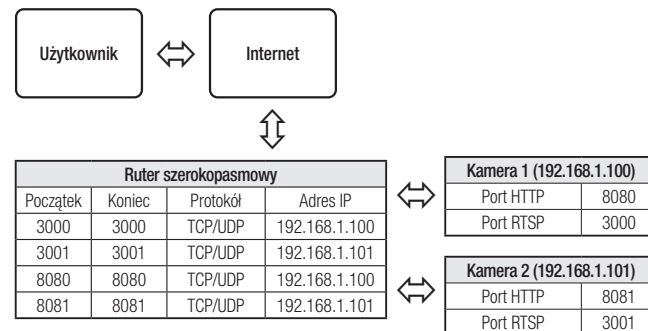 Użytkownik
Internet
Ruter szerokopasmowy
Początek Koniec Protokół Adres IP
3000 3000 TCP/UDP 192.168.1.100
3001 3001 TCP/UDP 192.168.1.101
8080 8080 TCP/UDP 192.168.1.100
8081 8081 TCP/UDP 192.168.1.101
Kamera 1 (192.168.1.100)
Port HTTP 8080
Port RTSP 3000
Kamera 2 (192.168.1.101)
Port HTTP 8081
Port RTSP 3001